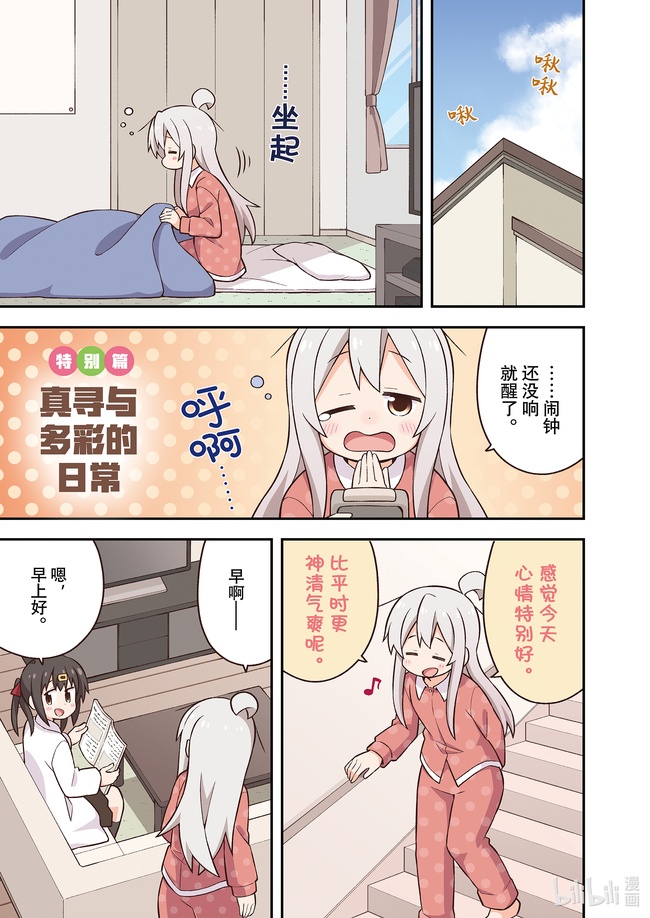 啾
啾
啾
……坐起
……闹钟
还没响
就醒了。
呼啊……
特别篇
真寻与
多彩的
日常
感觉今天
心情特别好。
比平时更
神清气爽呢。
早啊——
嗯，
早上好。
bilibili漫画